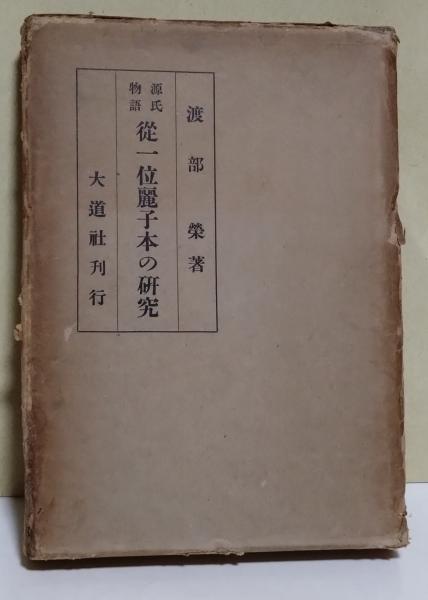 渡部榮著
源氏物語
從一位麗子本の硏究
大道社刊行